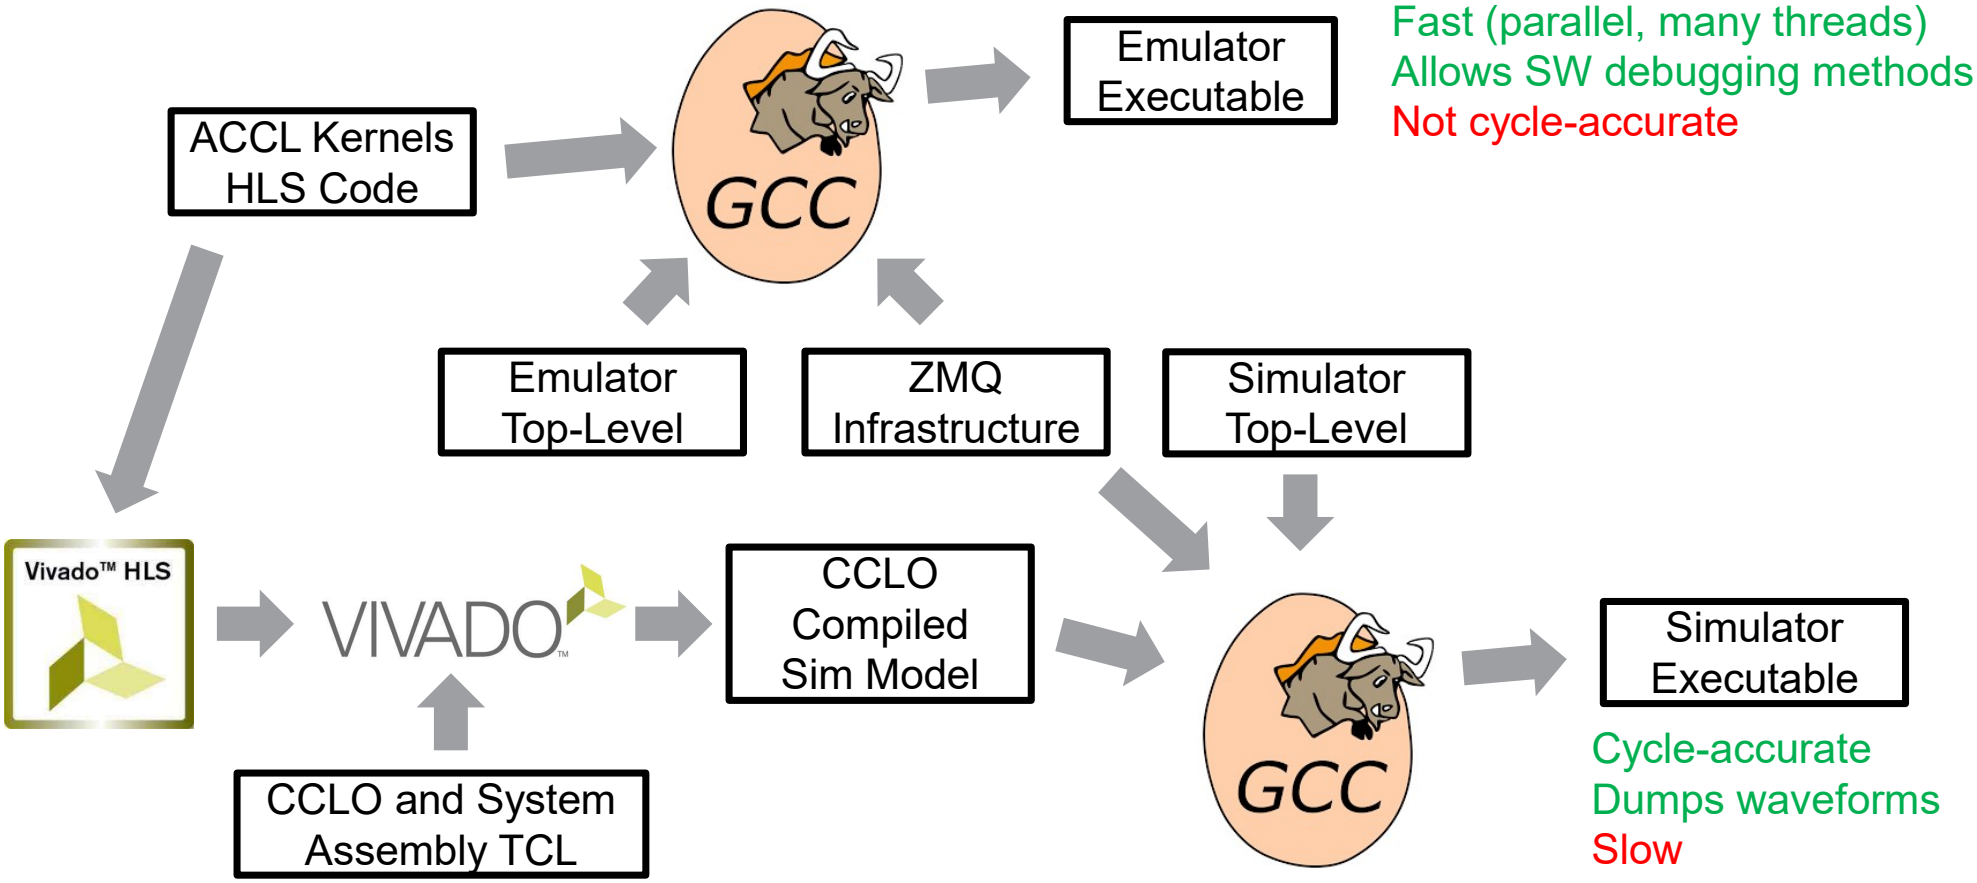 Emulator
Executable
Fast (parallel, many threads)
Allows SW debugging methods
Not cycle-accurate
ACCL Kernels
HLS Code
GCC
Emulator
Top-Level
ZMQ
Infrastructure
Simulator
Top-Level
Vivado™ HLS
VIVADO™
CCLO
Compiled
Sim Model
GCC
Simulator
Executable
CCLO and System
Assembly TCL
Cycle-accurate
Dumps waveforms
Slow